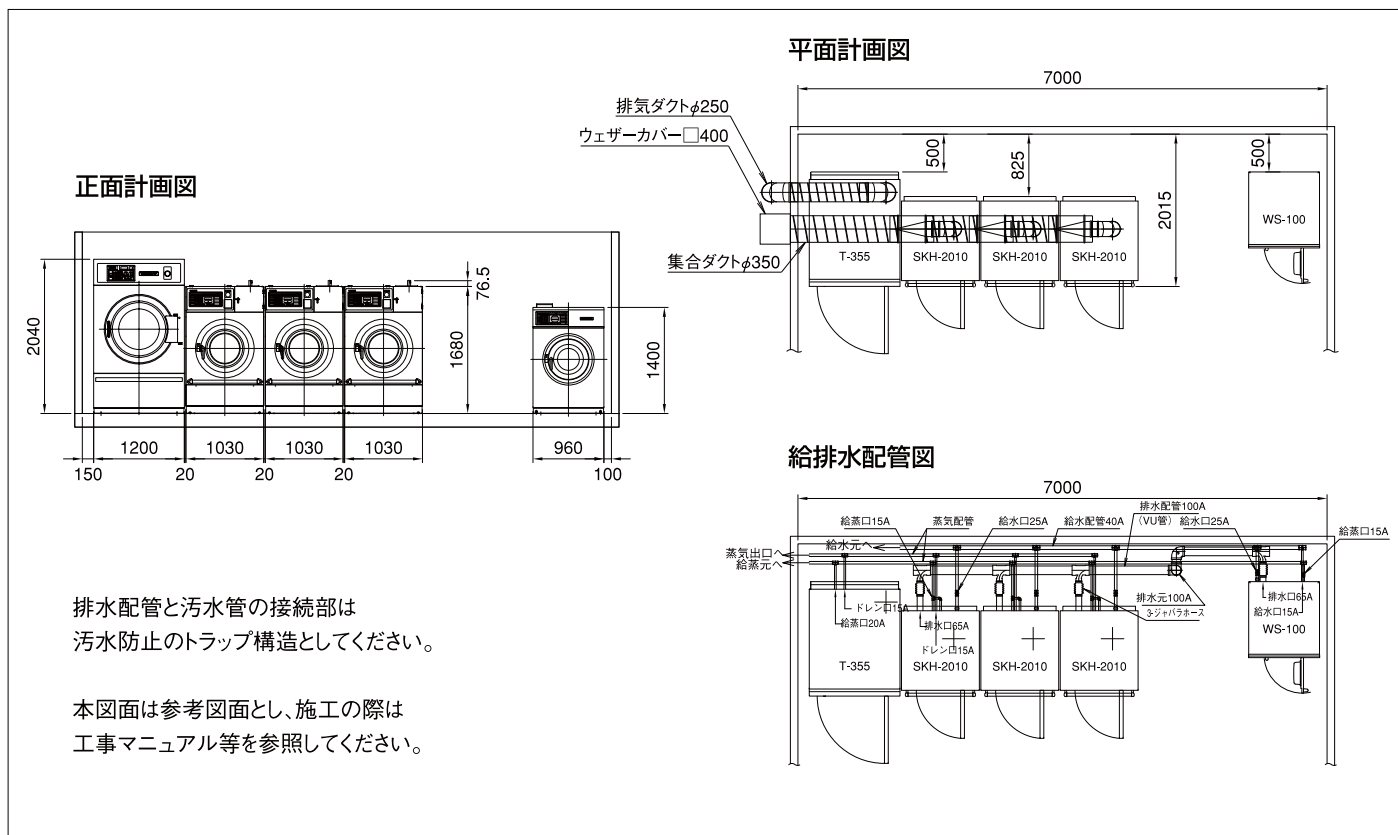 正面計画図
2040
76.5
1680
1400
1200
1030
1030
1030
960
150
20
20
20
100
排水配管と汚水管の接続部は
汚水防止のトラップ構造としてください。
本図面は参考図面とし、施工の際は
工事マニュアル等を参照してください。
平面計画図
7000
排気ダクトφ250
ウェザーカバー□400
500
825
2015
500
集合ダクトφ350
T-355
SKH-2010
SKH-2010
SKH-2010
WS-100
給排水配管図
7000
給蒸口15A
蒸気配管
給水口25A
給水配管40A
排水配管100A
(VU管)
給水口25A
給蒸口15A
給水元へ
蒸気出口へ
給蒸元へ
ドレン口15A
給蒸口20A
排水口65A
ドレン口15A
排水元100A
3-ジャバラホース
排水口65A
給水口15A
T-355
SKH-2010
SKH-2010
SKH-2010
WS-100